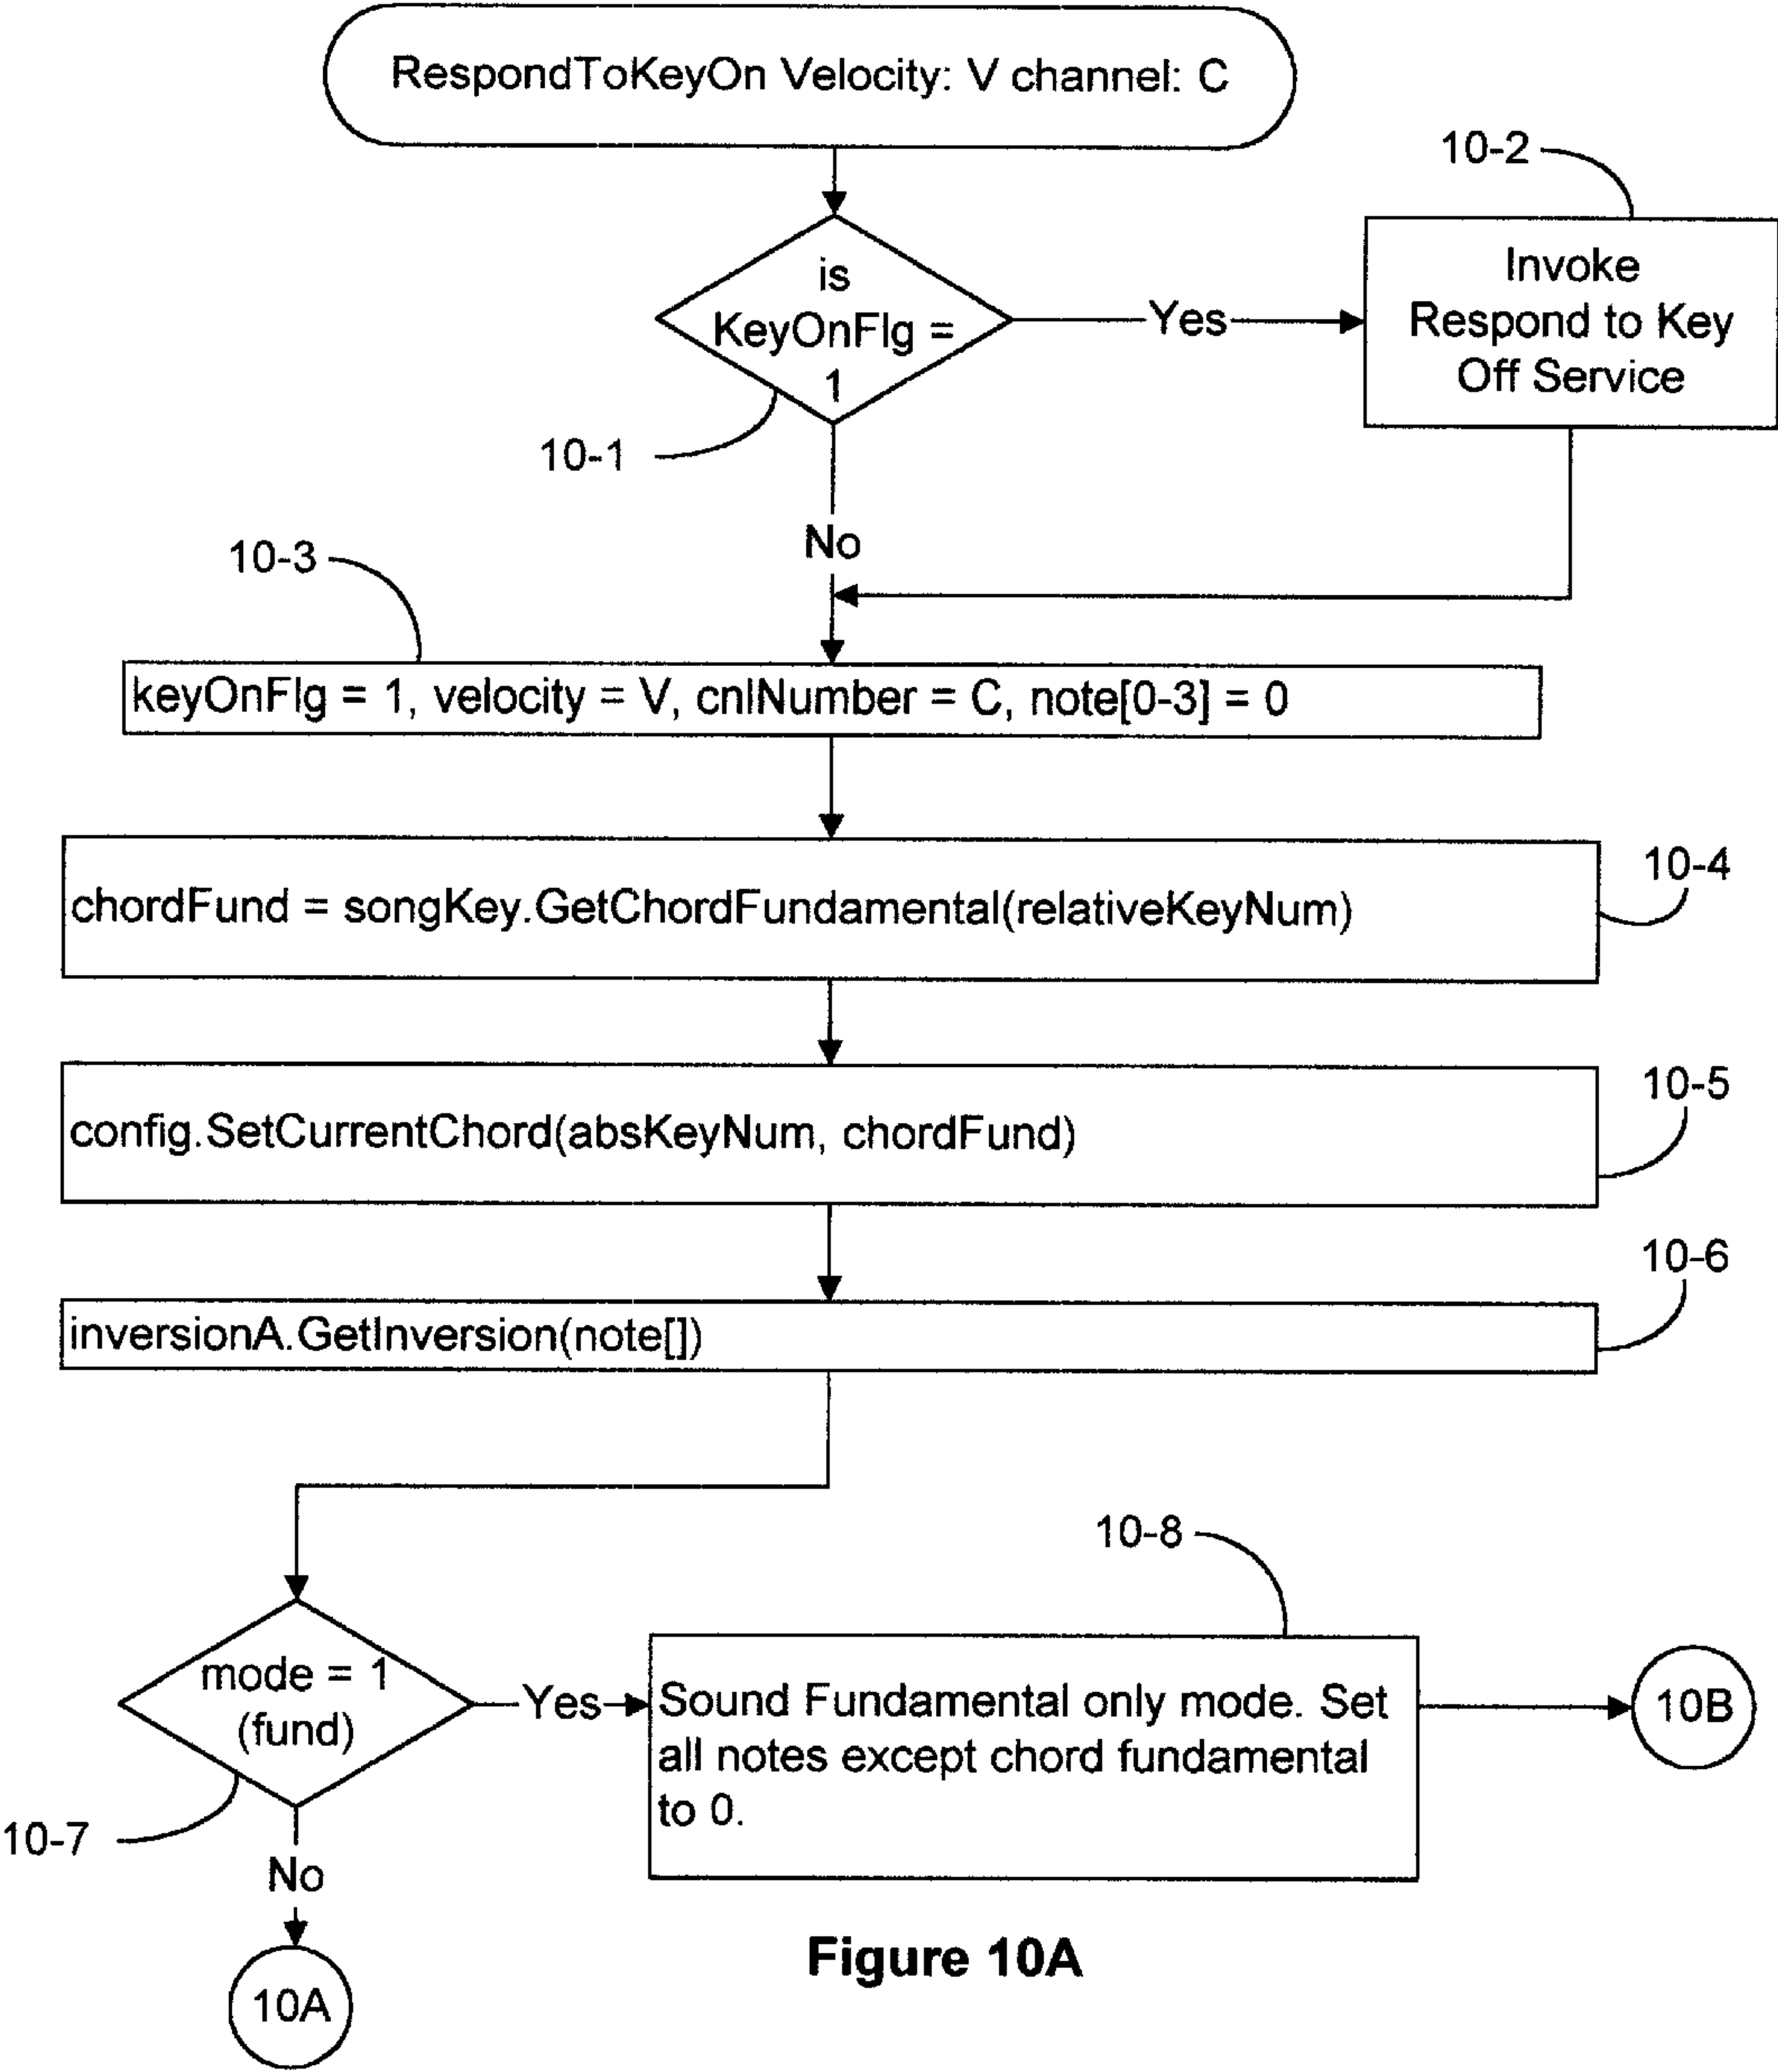 RespondToKeyOn Velocity: V channel: C
10-2
is
KeyOnFlg =
1
Yes
Invoke
Respond to Key
Off Service
10-1
No
10-3
keyOnFlg = 1, velocity = V, cnlNumber = C, note[0-3] = 0
10-4
chordFund = songKey.GetChordFundamental(relativeKeyNum)
10-5
config.SetCurrentChord(absKeyNum, chordFund)
10-6
inversionA.GetInversion(note[])
10-8
mode = 1
(fund)
Yes
Sound Fundamental only mode. Set
all notes except chord fundamental
to 0.
10B
10-7
No
Figure 10A
10A